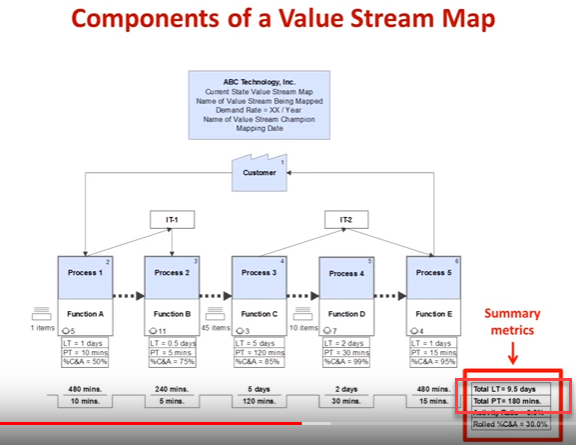 Components of a Value Stream Map
ABC Technology, Inc.
Current State Value Stream Map
Name of Value Stream Being Mapped
Demand Rate = XX / Year
Name of Value Stream Champion
Mapping Date
1
Customer
IT-1
IT-2
2
Process 1
3
Process 2
4
Process 3
5
Process 4
6
Process 5
Function A
Function B
Function C
Function D
Function E
1 items
5
11
45 items
3
10 items
7
4
LT = 1 days
PT = 10 mins
%C&A = 50%
LT = 0.5 days
PT = 5 mins
%C&A = 75%
LT = 5 days
PT = 120 mins
%C&A = 85%
LT = 2 days
PT = 30 mins
%C&A = 99%
LT = 1 days
PT = 15 mins
%C&A = 95%
Summary
metrics
480 mins.
10 mins.
240 mins.
5 mins.
5 days
120 mins.
2 days
30 mins.
480 mins.
15 mins.
Total LT= 9.5 days
Total PT= 180 mins.
Rolled %C&A = 30.0%